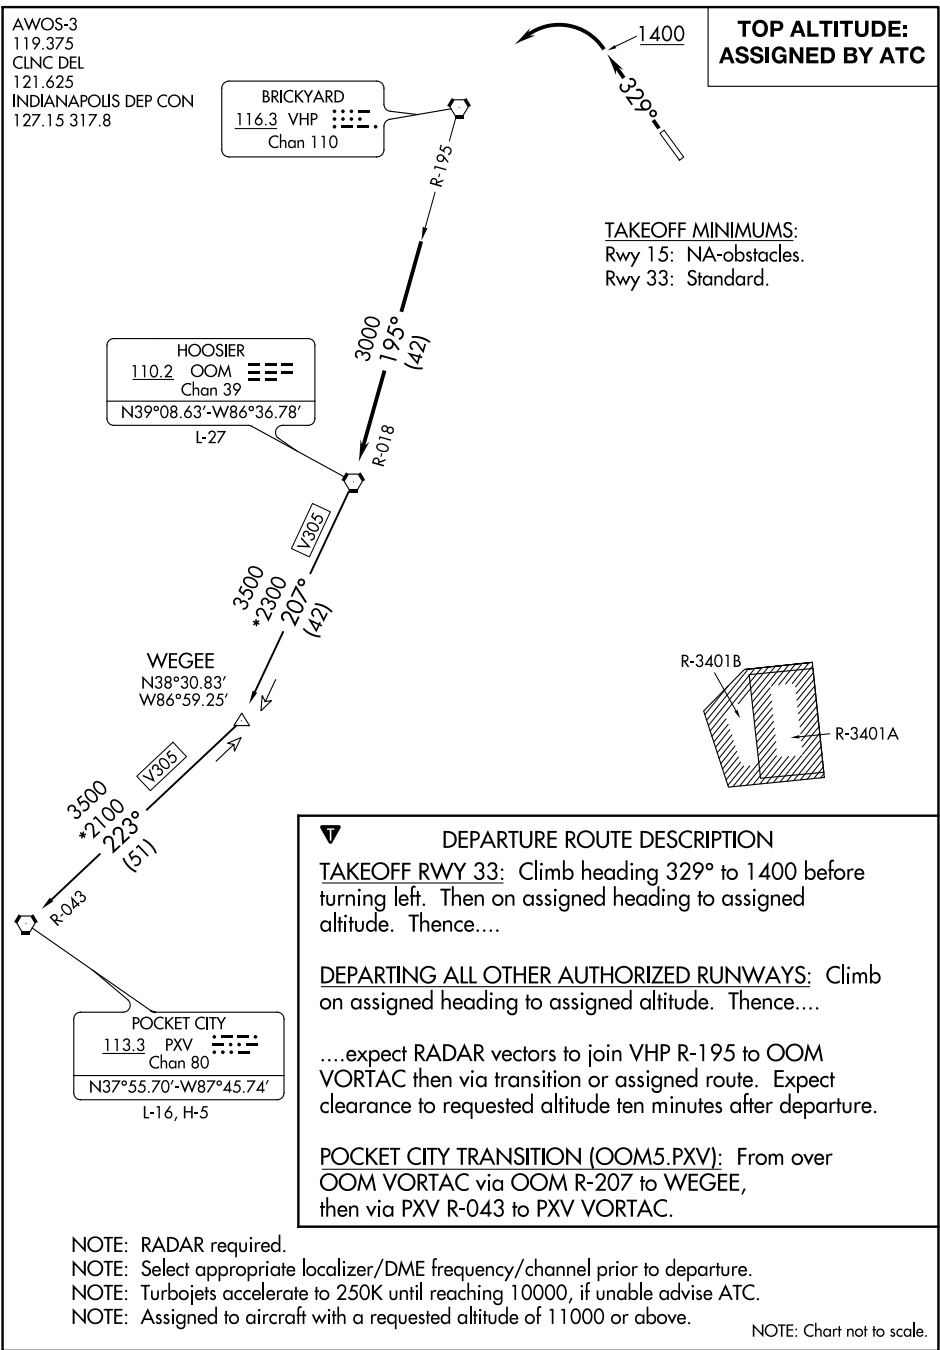 AWOS-3
119.375
CLNC DEL
121.625
INDIANAPOLIS DEP CON
127.15 317.8
TOP ALTITUDE:
ASSIGNED BY ATC
1400
329°
BRICKYARD
116.3 VHP
Chan 110
R-195
TAKEOFF MINIMUMS:
Rwy 15: NA-obstacles.
Rwy 33: Standard.
3000
195°
(42)
HOOSIER
110.2 OOM
Chan 39
N39°08.63'-W86°36.78'
L-27
R-018
V305
3500
*2300
207°
(42)
WEGEE
N38°30.83'
W86°59.25'
R-3401B
R-3401A
V305
3500
*2100
223°
(51)
R-043
POCKET CITY
113.3 PXV
Chan 80
N37°55.70'-W87°45.74'
L-16, H-5
T
DEPARTURE ROUTE DESCRIPTION
TAKEOFF RWY 33: Climb heading 329° to 1400 before
turning left. Then on assigned heading to assigned
altitude. Thence....
DEPARTING ALL OTHER AUTHORIZED RUNWAYS: Climb
on assigned heading to assigned altitude. Thence....
....expect RADAR vectors to join VHP R-195 to OOM
VORTAC then via transition or assigned route. Expect
clearance to requested altitude ten minutes after departure.
POCKET CITY TRANSITION (OOM5.PXV): From over
OOM VORTAC via OOM R-207 to WEGEE,
then via PXV R-043 to PXV VORTAC.
NOTE: RADAR required.
NOTE: Select appropriate localizer/DME frequency/channel prior to departure.
NOTE: Turbojets accelerate to 250K until reaching 10000, if unable advise ATC.
NOTE: Assigned to aircraft with a requested altitude of 11000 or above.
NOTE: Chart not to scale.